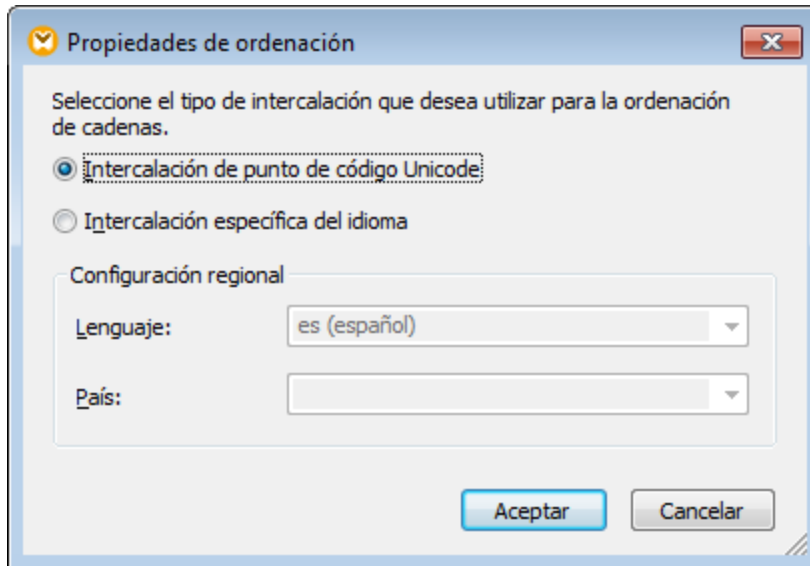 Propiedades de ordenación
Seleccione el tipo de intercalación que desea utilizar para la ordenación
de cadenas.
Intercalación de punto de código Unicode
Intercalación específica del idioma
Configuración regional
Lenguaje:
es (español)
País:
Aceptar
Cancelar